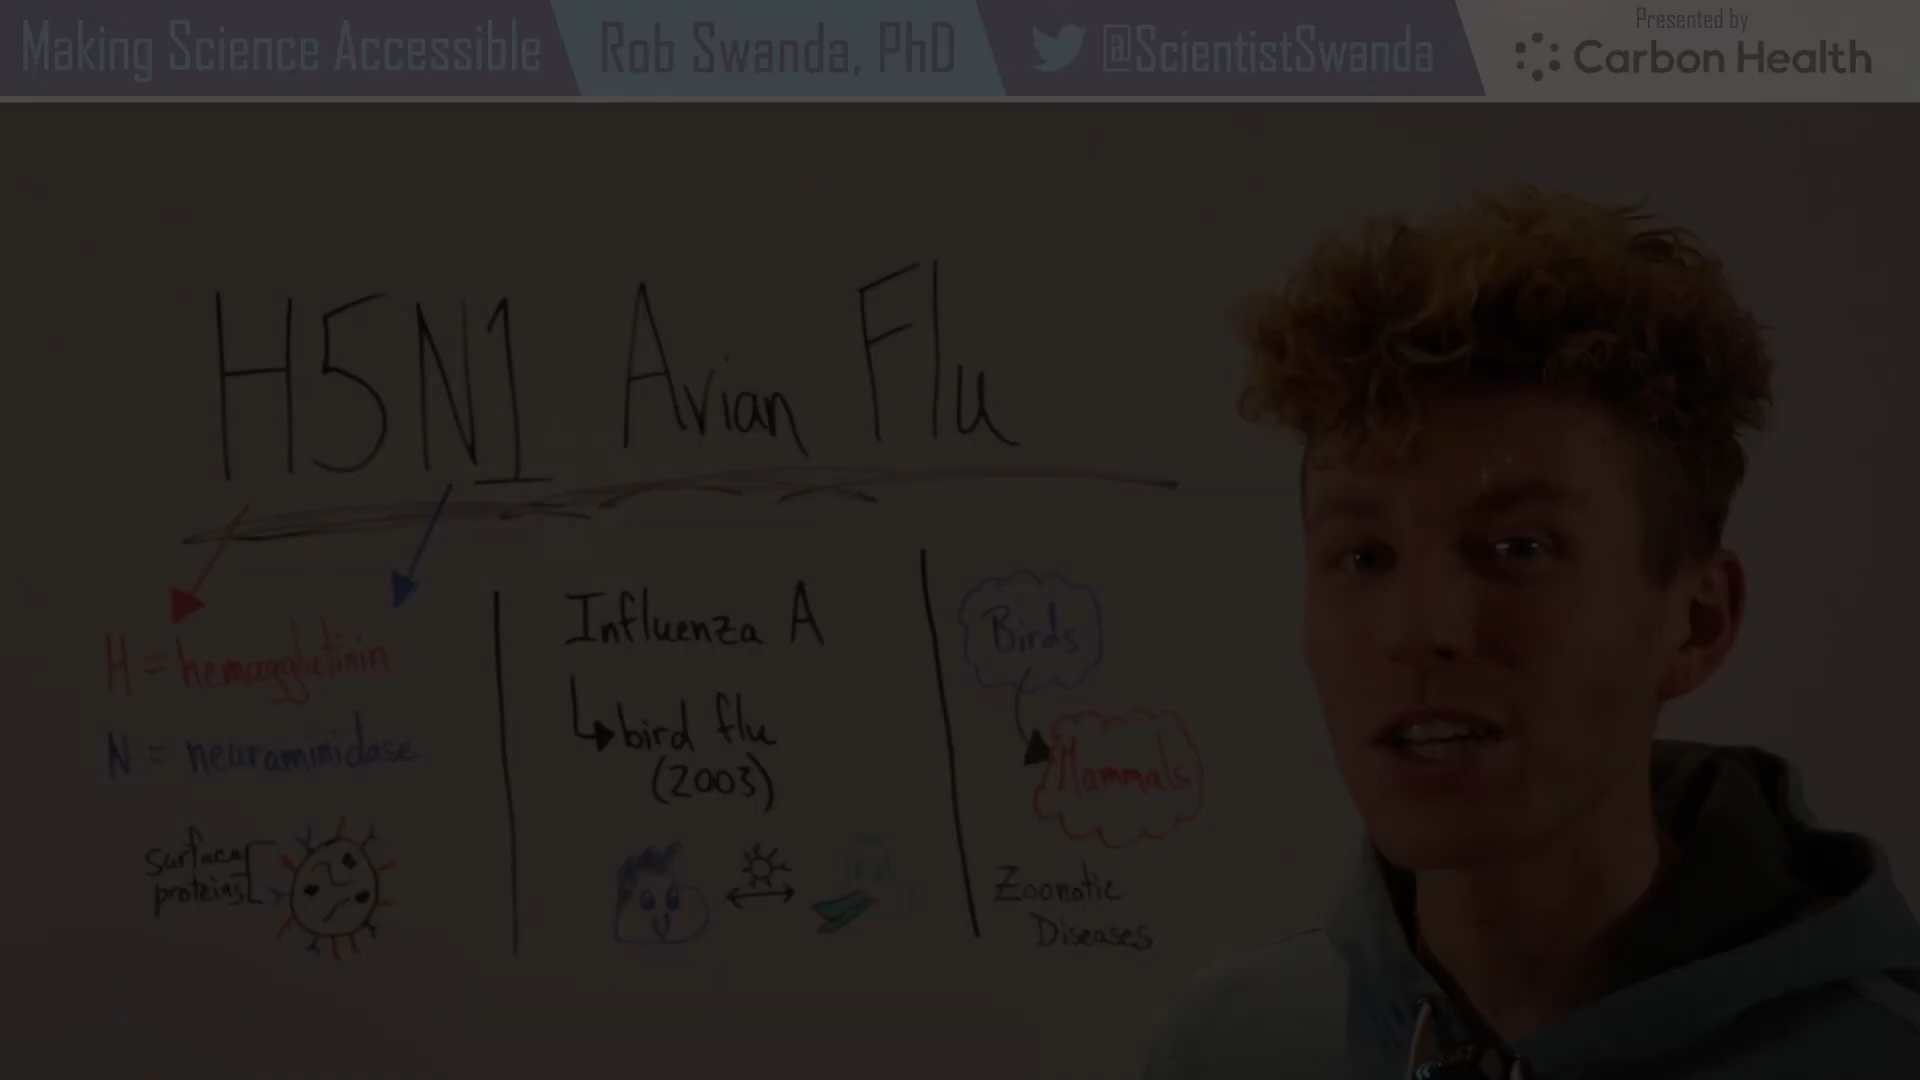 Making Science Accessible
Rob Swanda, PhD
@ScientistSwanda
Presented by
Carbon Health
H5N1 Avian Flu
H = hemagglutinin
N = neuraminidase
Surface
proteins
Influenza A
bird flu
(2003)
Birds
Mammals
Zoonotic
Diseases